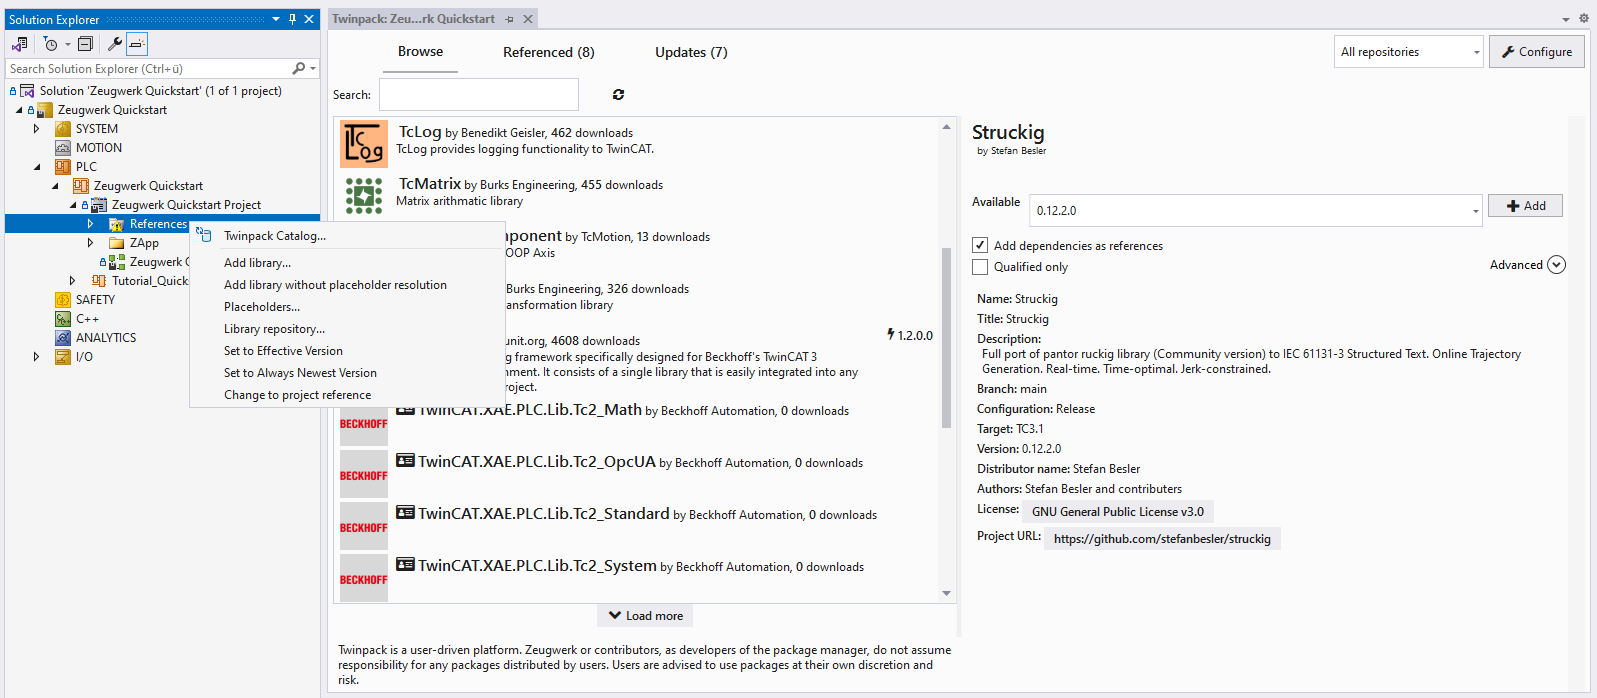 Solution Explorer
Search Solution Explorer (Ctrl+ü)
Solution 'Zeugwerk Quickstart' (1 of 1 project)
Zeugwerk Quickstart
SYSTEM
MOTION
PLC
Zeugwerk Quickstart
Zeugwerk Quickstart Project
References
ZApp
Zeugwerk
Tutorial_Quick
SAFETY
C++
ANALYTICS
I/O
Twinpack Catalog...
Add library...
Add library without placeholder resolution
Placeholders...
Library repository...
Set to Effective Version
Set to Always Newest Version
Change to project reference
Twinpack: Zeu...rk Quickstart
Browse
Referenced (8)
Updates (7)
All repositories
Configure
Search:
TcLog
TcLog by Benedikt Geisler, 462 downloads
TcLog provides logging functionality to TwinCAT.
TcMatrix by Burks Engineering, 455 downloads
Matrix arithmetic library
ponent by TcMotion, 13 downloads
OOP Axis
Burks Engineering, 326 downloads
ansformation library
unit.org, 4608 downloads
1.2.0.0
g framework specifically designed for Beckhoff's TwinCAT 3
nment. It consists of a single library that is easily integrated into any
roject.
BECKHOFF
TwinCAT.XAE.PLC.Lib.Tc2_Math by Beckhoff Automation, 0 downloads
BECKHOFF
TwinCAT.XAE.PLC.Lib.Tc2_OpcUA by Beckhoff Automation, 0 downloads
BECKHOFF
TwinCAT.XAE.PLC.Lib.Tc2_Standard by Beckhoff Automation, 0 downloads
BECKHOFF
TwinCAT.XAE.PLC.Lib.Tc2_System by Beckhoff Automation, 0 downloads
Load more
Twinpack is a user-driven platform. Zeugwerk or contributors, as developers of the package manager, do not assume
responsibility for any packages distributed by users. Users are advised to use packages at their own discretion and
risk.
Struckig
by Stefan Besler
Available
0.12.2.0
Add
Add dependencies as references
Qualified only
Advanced
Name: Struckig
Title: Struckig
Description:
Full port of pantor ruckig library (Community version) to IEC 61131-3 Structured Text. Online Trajectory
Generation. Real-time. Time-optimal. Jerk-constrained.
Branch: main
Configuration: Release
Target: TC3.1
Version: 0.12.2.0
Distributor name: Stefan Besler
Authors: Stefan Besler and contributers
License: GNU General Public License v3.0
Project URL: https://github.com/stefanbesler/struckig